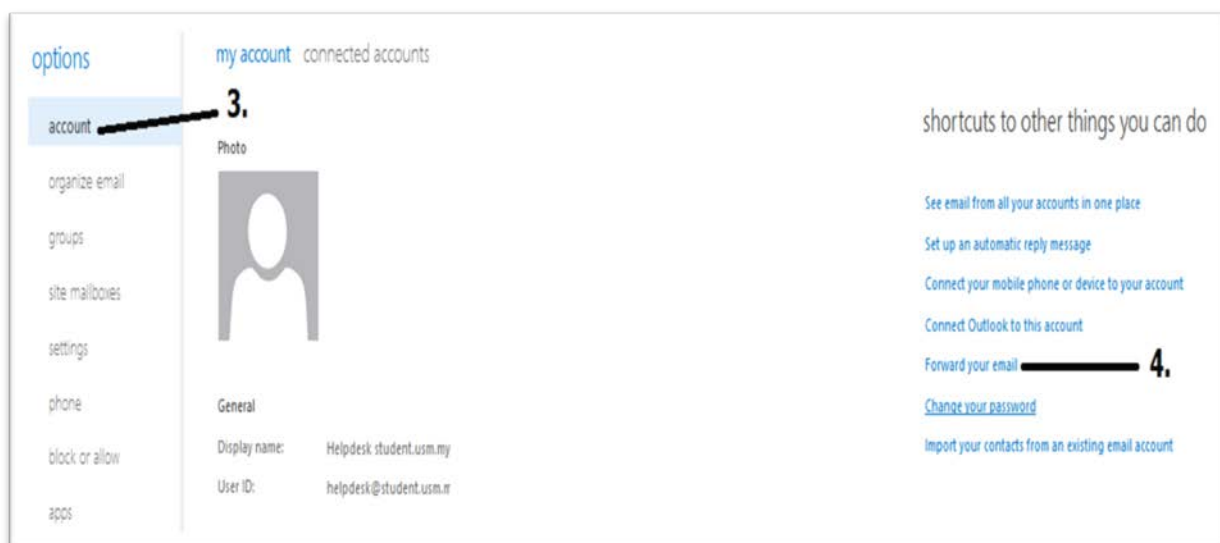 options
account
organize email
groups
site mailboxes
settings
phone
block or allow
apps
my account connected accounts
3.
Photo
General
Display name: Helpdesk student.usm.my
User ID: helpdesk@student.usm.m
shortcuts to other things you can do
See email from all your accounts in one place
Set up an automatic reply message
Connect your mobile phone or device to your account
Connect Outlook to this account
Forward your email 4.
Change your password
Import your contacts from an existing email account